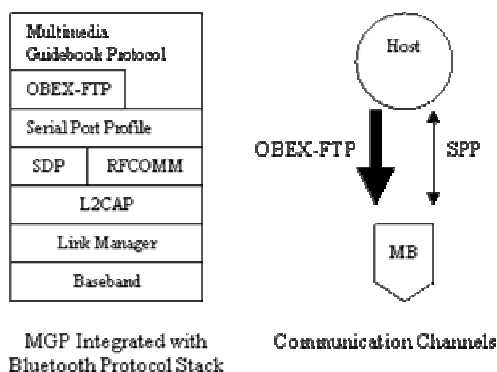 Multimedia
Guidebook Protocol
OBEX-FTP
Serial Port Profile
SDP
RFCOMM
L2CAP
Link Manager
Baseband
MGP Integrated with
Bluetooth Protocol Stack
Host
OBEX-FTP
SPP
MB
Communication Channels